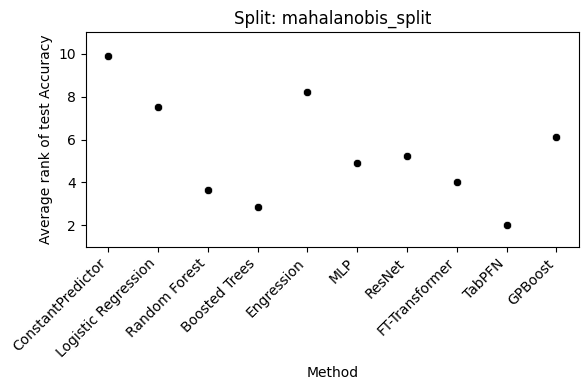 Split: mahalanobis_split
Average rank of test Accuracy
10
8
6
4
2
ConstantPredictor
Logistic Regression
Random Forest
Boosted Trees
Engression
MLP
ResNet
FT-Transformer
TabPFN
GPBoost
Method